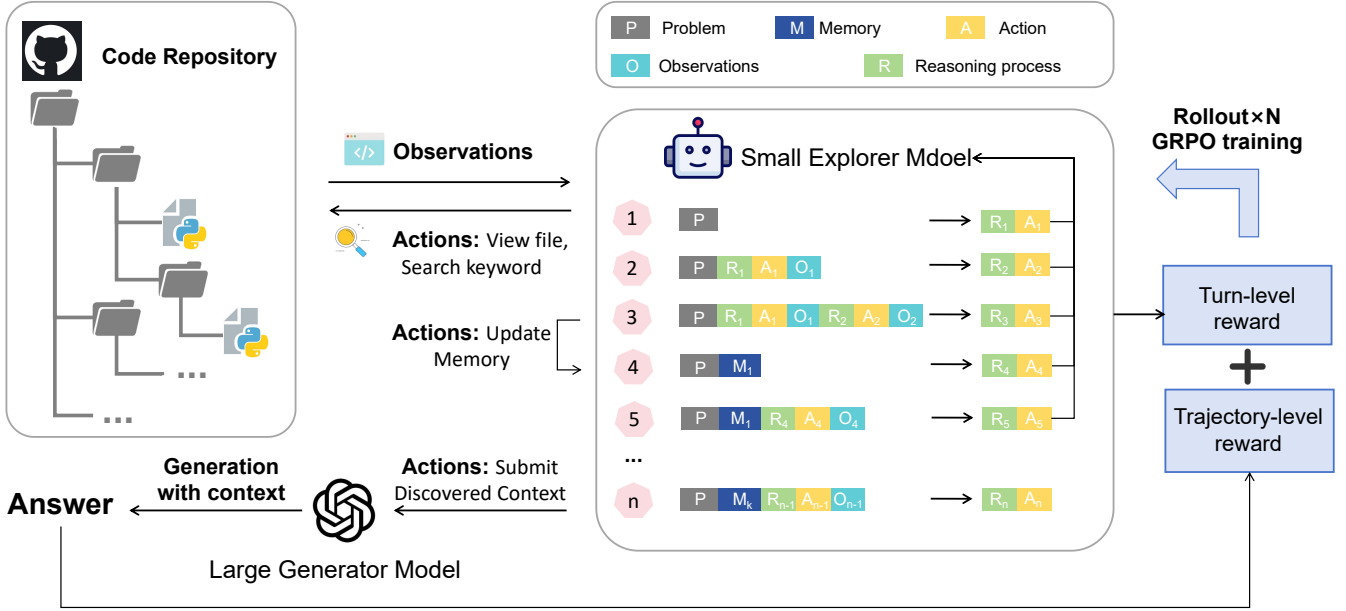 Code Repository
...
...
P Problem
M Memory
A Action
O Observations
R Reasoning process
</> Observations
Actions: View file,
Search keyword
Actions: Update
Memory
Small Explorer Mdoel
1 P R₁ A₁
2 P R₁ A₁ O₁ R₂ A₂
3 P R₁ A₁ O₁ R₂ A₂ O₂ R₃ A₃
4 P M₁ R₄ A₄
5 P M₁ R₄ A₄ O₄ R₅ A₅
...
n P Mₖ Rₙ₋₁ Aₙ₋₁ Oₙ₋₁ Rₙ Aₙ
Rollout×N
GRPO training
Turn-level
reward
+
Trajectory-level
reward
Actions: Submit
Discovered Context
Generation
with context
Answer
Large Generator Model